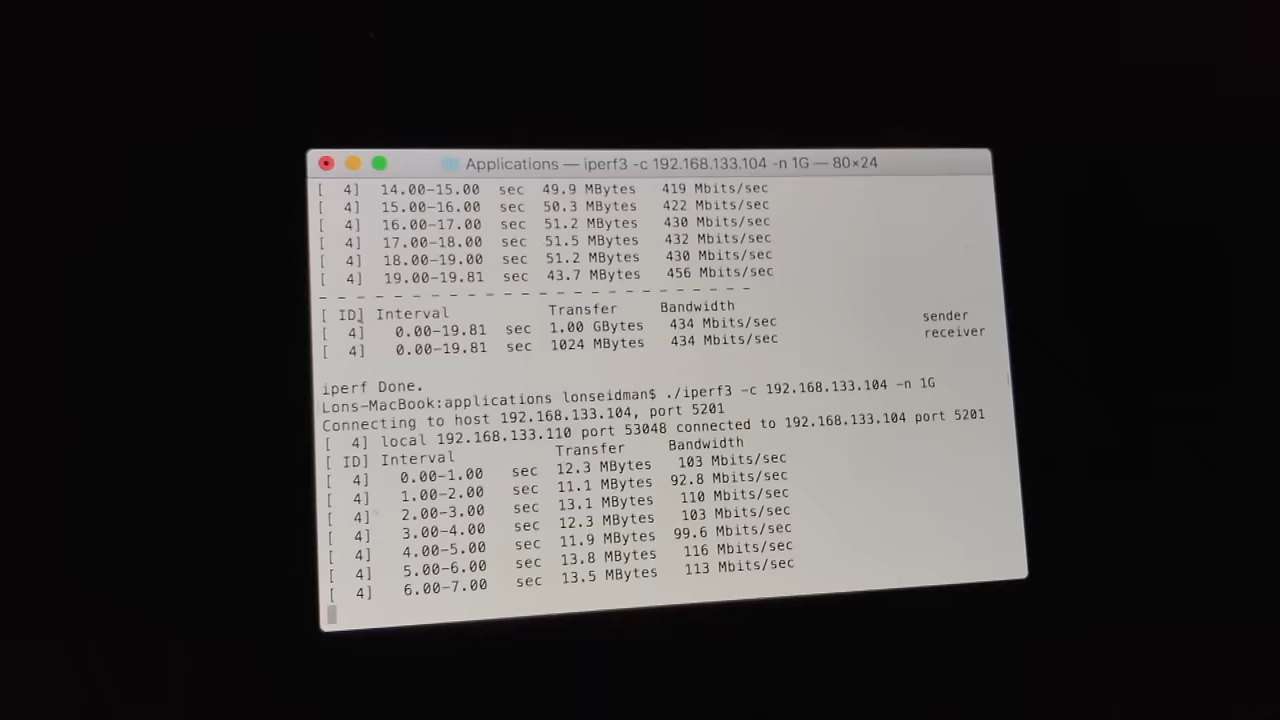 Applications — iperf3 -c 192.168.133.104 -n 1G — 80×24
[  4]  14.00-15.00  sec  49.9 MBytes   419 Mbits/sec
[  4]  15.00-16.00  sec  50.3 MBytes   422 Mbits/sec
[  4]  16.00-17.00  sec  51.2 MBytes   430 Mbits/sec
[  4]  17.00-18.00  sec  51.5 MBytes   432 Mbits/sec
[  4]  18.00-19.00  sec  51.2 MBytes   430 Mbits/sec
[  4]  19.00-19.81  sec  43.7 MBytes   456 Mbits/sec
- - - - - - - - - - - - - - - - - - - - - - - - -
[ ID] Interval           Transfer     Bandwidth
[  4]   0.00-19.81  sec  1.00 GBytes   434 Mbits/sec                  sender
[  4]   0.00-19.81  sec  1024 MBytes   434 Mbits/sec                  receiver
iperf Done.
Lons-MacBook:applications lonseidman$ ./iperf3 -c 192.168.133.104 -n 1G
Connecting to host 192.168.133.104, port 5201
[  4] local 192.168.133.110 port 53048 connected to 192.168.133.104 port 5201
[ ID] Interval           Transfer     Bandwidth
[  4]   0.00-1.00   sec  12.3 MBytes   103 Mbits/sec
[  4]   1.00-2.00   sec  11.1 MBytes  92.8 Mbits/sec
[  4]   2.00-3.00   sec  13.1 MBytes   110 Mbits/sec
[  4]   3.00-4.00   sec  12.3 MBytes   103 Mbits/sec
[  4]   4.00-5.00   sec  11.9 MBytes  99.6 Mbits/sec
[  4]   5.00-6.00   sec  13.8 MBytes   116 Mbits/sec
[  4]   6.00-7.00   sec  13.5 MBytes   113 Mbits/sec